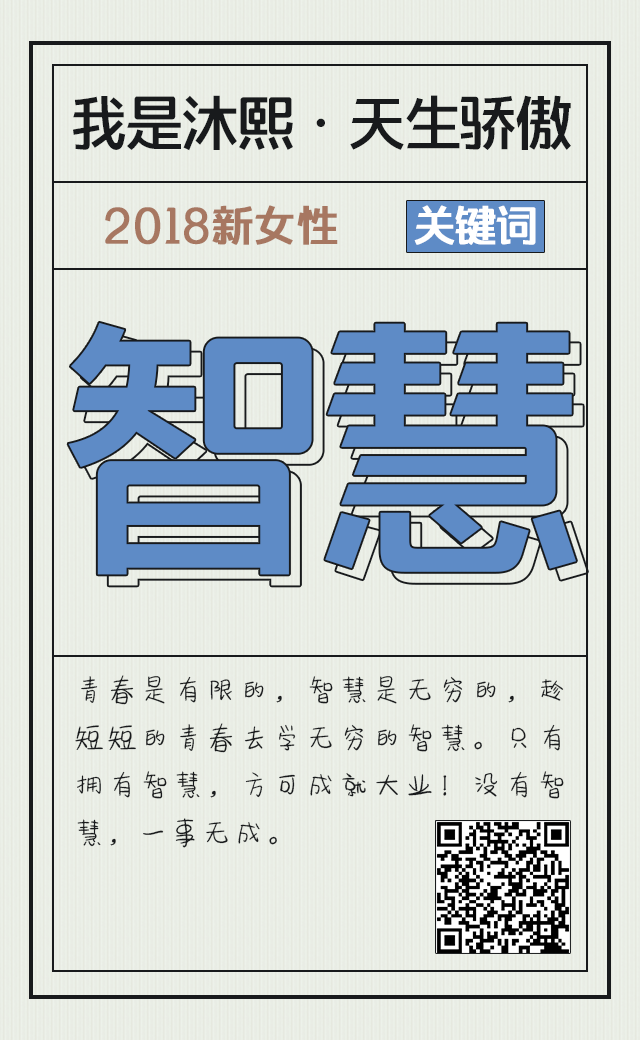 我是沐熙·天生骄傲
2018新女性 关键词
智慧
青春是有限的，智慧是无穷的，趁
短短的青春去学无穷的智慧。只有
拥有智慧，方可成就大业！没有智
慧，一事无成。